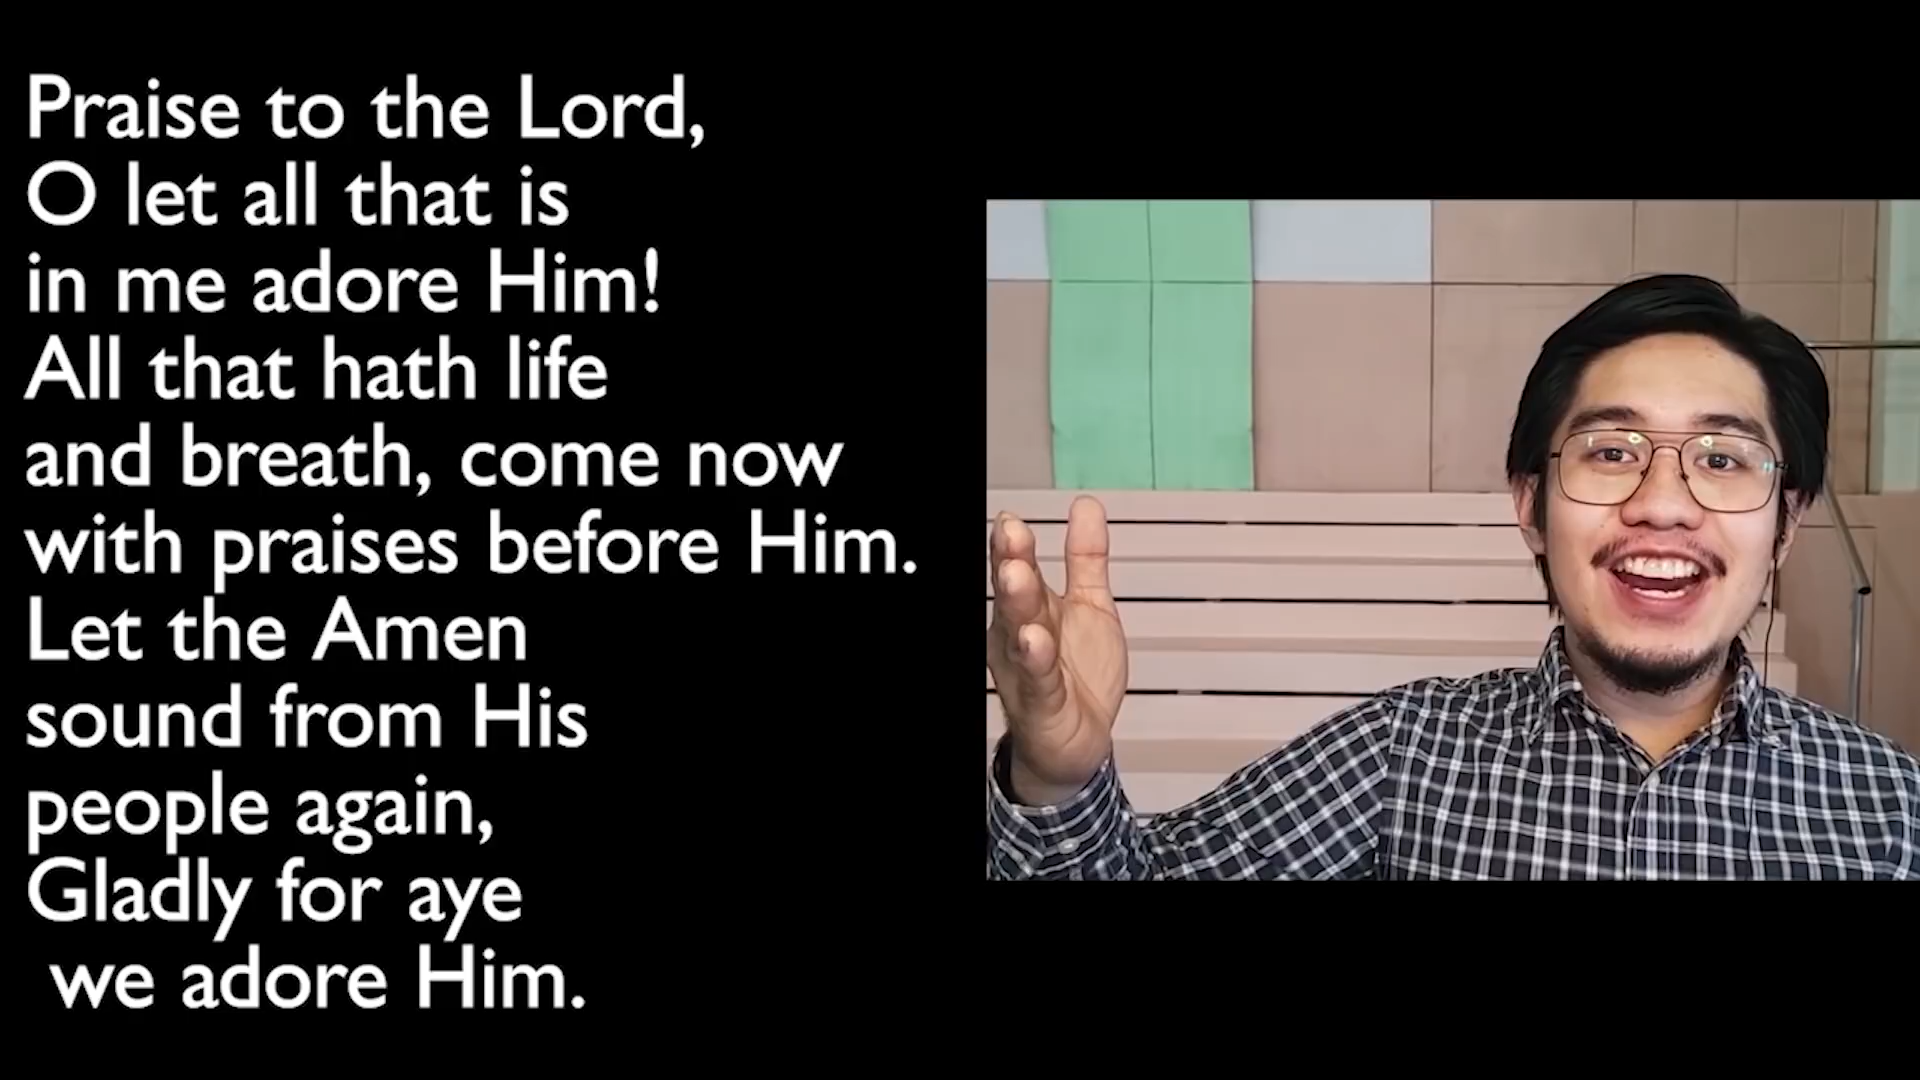 Praise to the Lord,
O let all that is
in me adore Him!
All that hath life
and breath, come now
with praises before Him.
Let the Amen
sound from His
people again,
Gladly for aye
we adore Him.